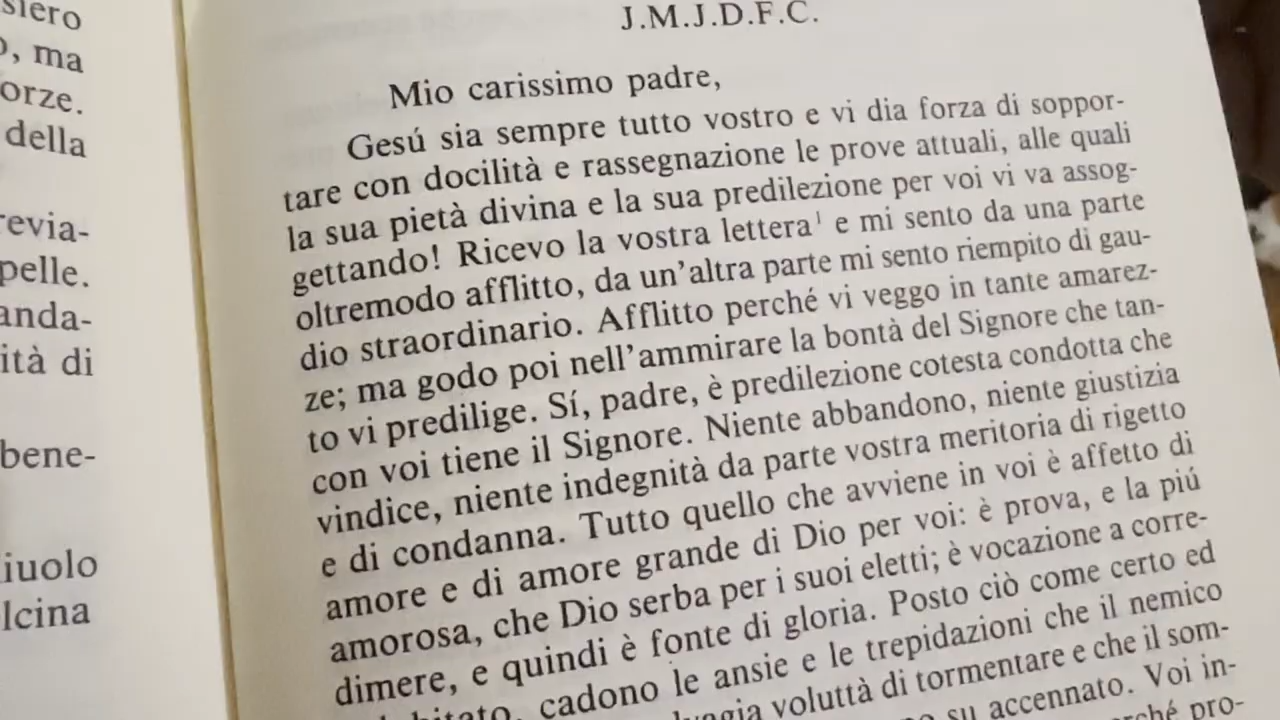 siero
ma
orze.
della
revia-
pelle.
anda-
ità di
bene-
iuolo
lcina
J.M.J.D.F.C.
Mio carissimo padre,
Gesú sia sempre tutto vostro e vi dia forza di soppor-
tare con docilità e rassegnazione le prove attuali, alle quali
la sua pietà divina e la sua predilezione per voi vi va assog-
gettando! Ricevo la vostra lettera¹ e mi sento da una parte
oltremodo afflitto, da un'altra parte mi sento riempito di gau-
dio straordinario. Afflitto perché vi veggo in tante amarez-
ze; ma godo poi nell'ammirare la bontà del Signore che tan-
to vi predilige. Sí, padre, è predilezione cotesta condotta che
con voi tiene il Signore. Niente abbandono, niente giustizia
vindice, niente indegnità da parte vostra meritoria di rigetto
e di condanna. Tutto quello che avviene in voi è affetto di
amore e di amore grande di Dio per voi: è prova, e la piú
amorosa, che Dio serba per i suoi eletti; è vocazione a corre-
dimere, e quindi è fonte di gloria. Posto ciò come certo ed
cadono le ansie e le trepidazioni che il nemico
voluttà di tormentare e che il som-
su accennato. Voi in-
pro-